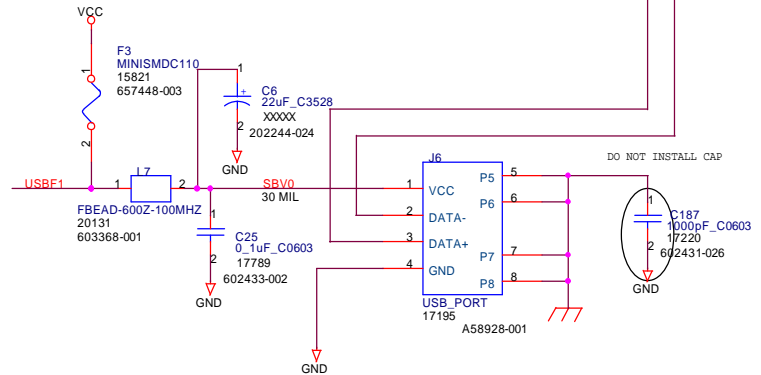 VCC
F3
MINISMDC110
15821
657448-003
1
2
1
C6
22uF_C3528
XXXXX
2
202244-024
GND
USBF1
1
L7
2
FBEAD-600Z-100MHZ
20131
603368-001
SBV0
30 MIL
1
C25
0_1uF_C0603
2
17789
602433-002
GND
J6
1
VCC
2
DATA-
3
DATA+
4
GND
P5
5
P6
6
P7
7
P8
8
USB_PORT
17195
A58928-001
GND
DO NOT INSTALL CAP
1
C187
1000pF_C0603
2
17220
602431-026
GND